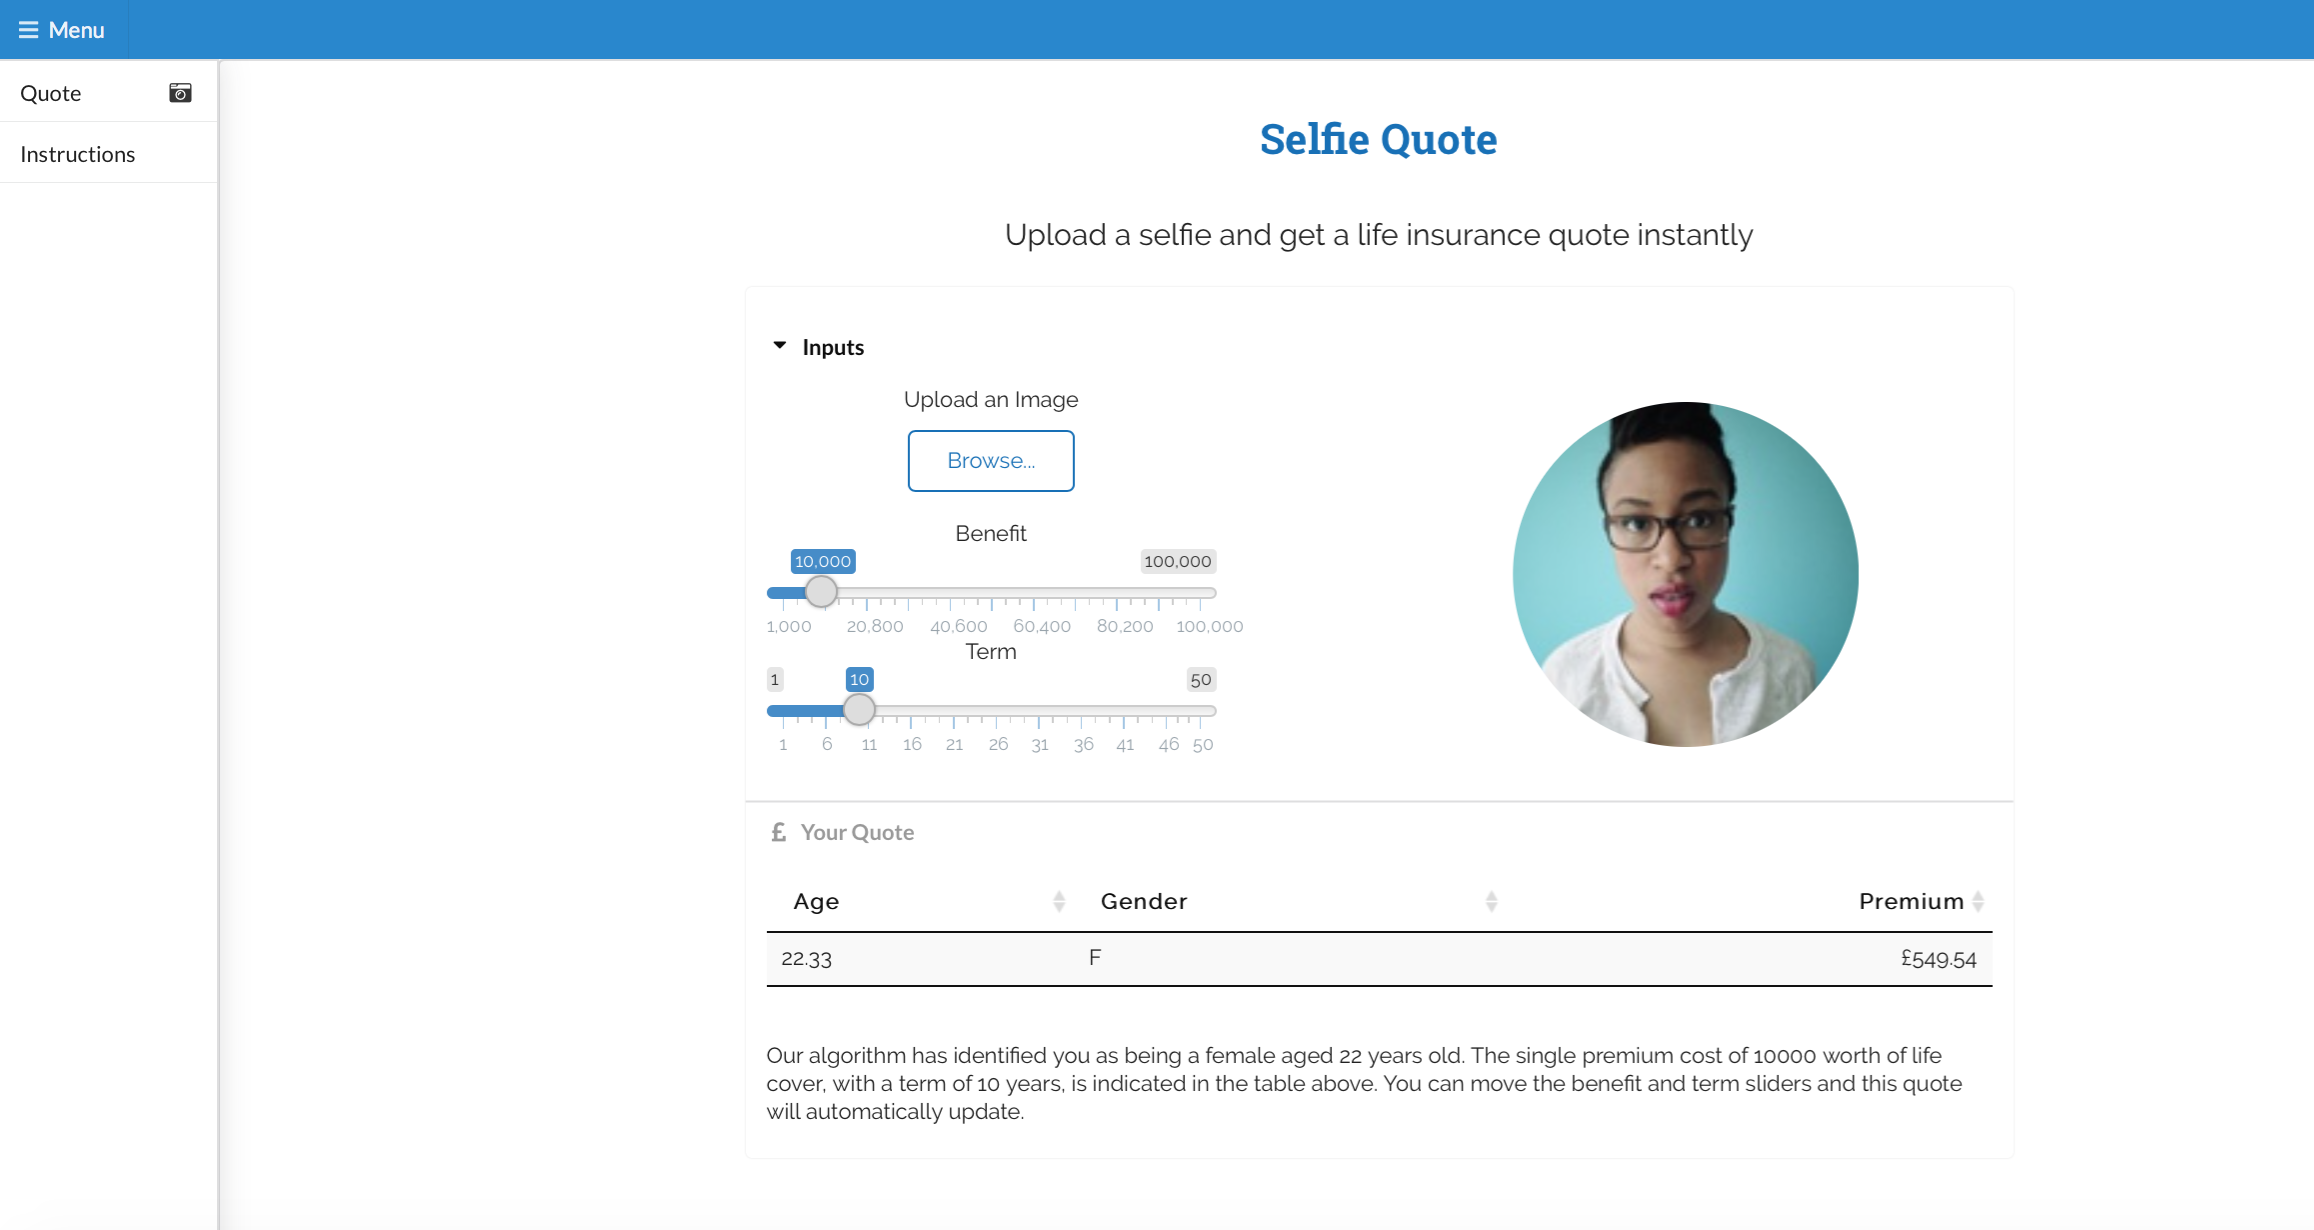 Menu
Quote
Instructions
Selfie Quote
Upload a selfie and get a life insurance quote instantly
Inputs
Upload an Image
Browse...
Benefit
10,000 100,000
1,000 20,800 40,600 60,400 80,200 100,000
Term
1 10 50
1 6 11 16 21 26 31 36 41 46 50
£ Your Quote
Age Gender Premium
22.33 F £549.54
Our algorithm has identified you as being a female aged 22 years old. The single premium cost of 10000 worth of life
cover, with a term of 10 years, is indicated in the table above. You can move the benefit and term sliders and this quote
will automatically update.